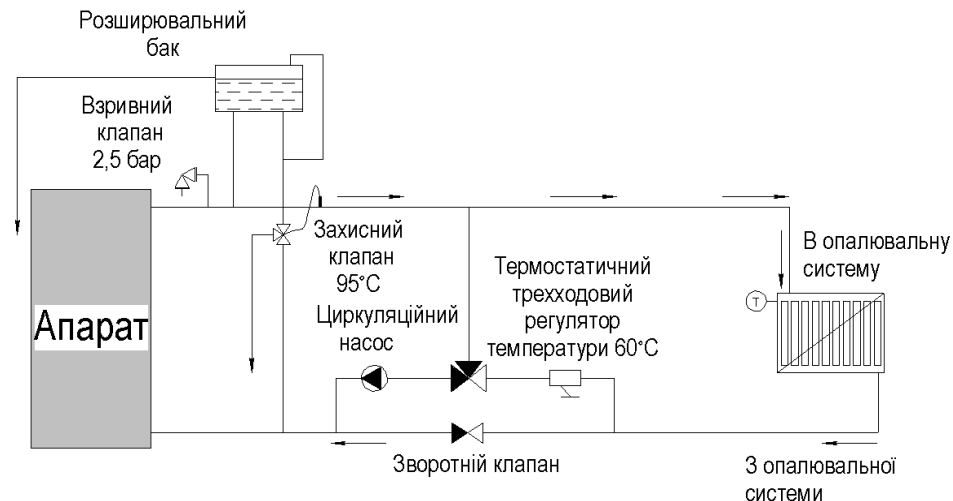 Розширювальний
бак
Взривний
клапан
2,5 бар
Апарат
Захисний
клапан
95°C
Циркуляційний
насос
Термостатичний
трехходовий
регулятор
температури 60°C
В опалювальну
систему
T
Зворотній клапан
З опалювальної
системи